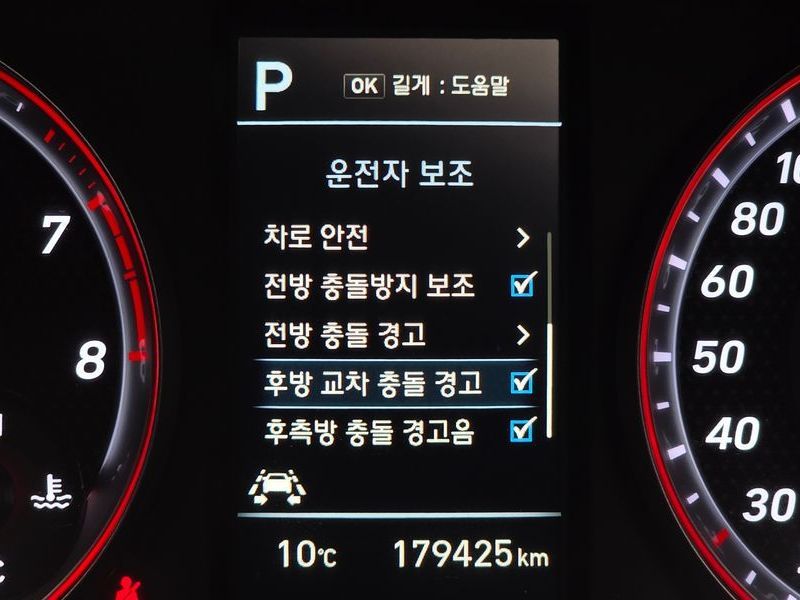 P
OK 길게 : 도움말
운전자 보조
차로 안전
전방 충돌방지 보조
전방 충돌 경고
후방 교차 충돌 경고
후측방 충돌 경고음
10℃ 179425km
7
8
80
60
50
40
30